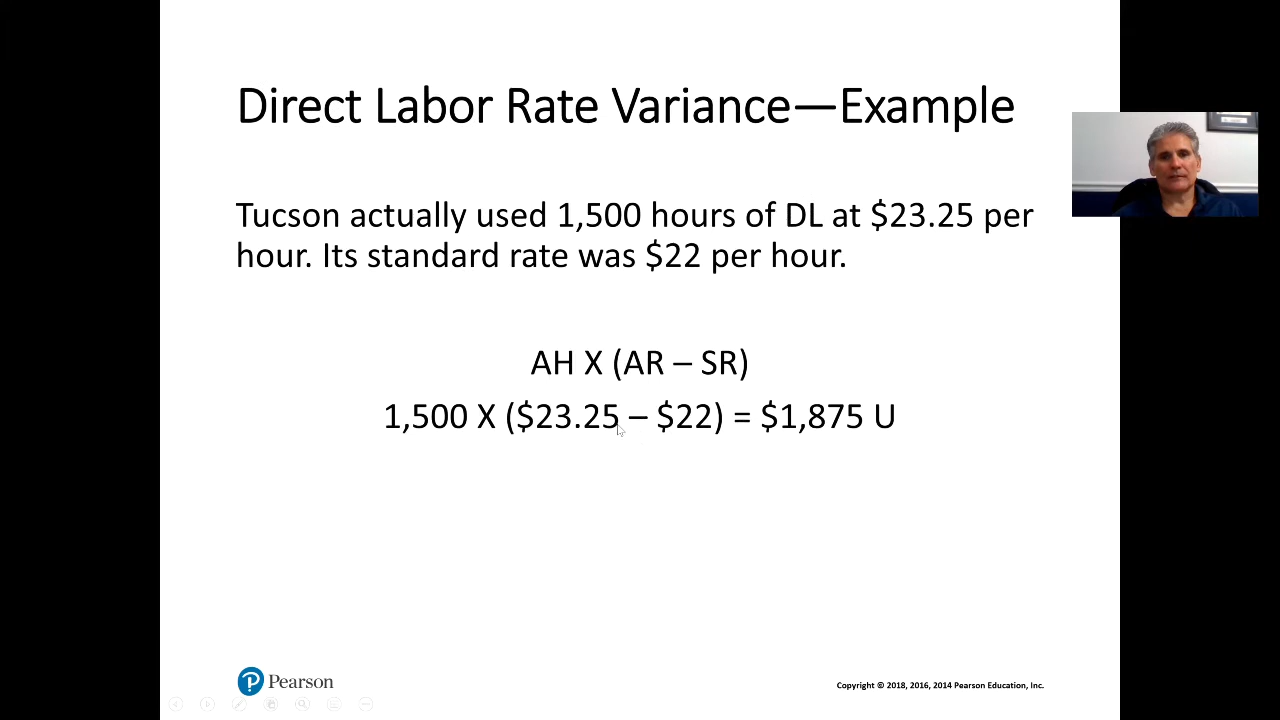 Direct Labor Rate Variance—Example
Tucson actually used 1,500 hours of DL at $23.25 per
hour. Its standard rate was $22 per hour.
AH X (AR – SR)
1,500 X ($23.25 – $22) = $1,875 U
Pearson
Copyright © 2018, 2016, 2014 Pearson Education, Inc.